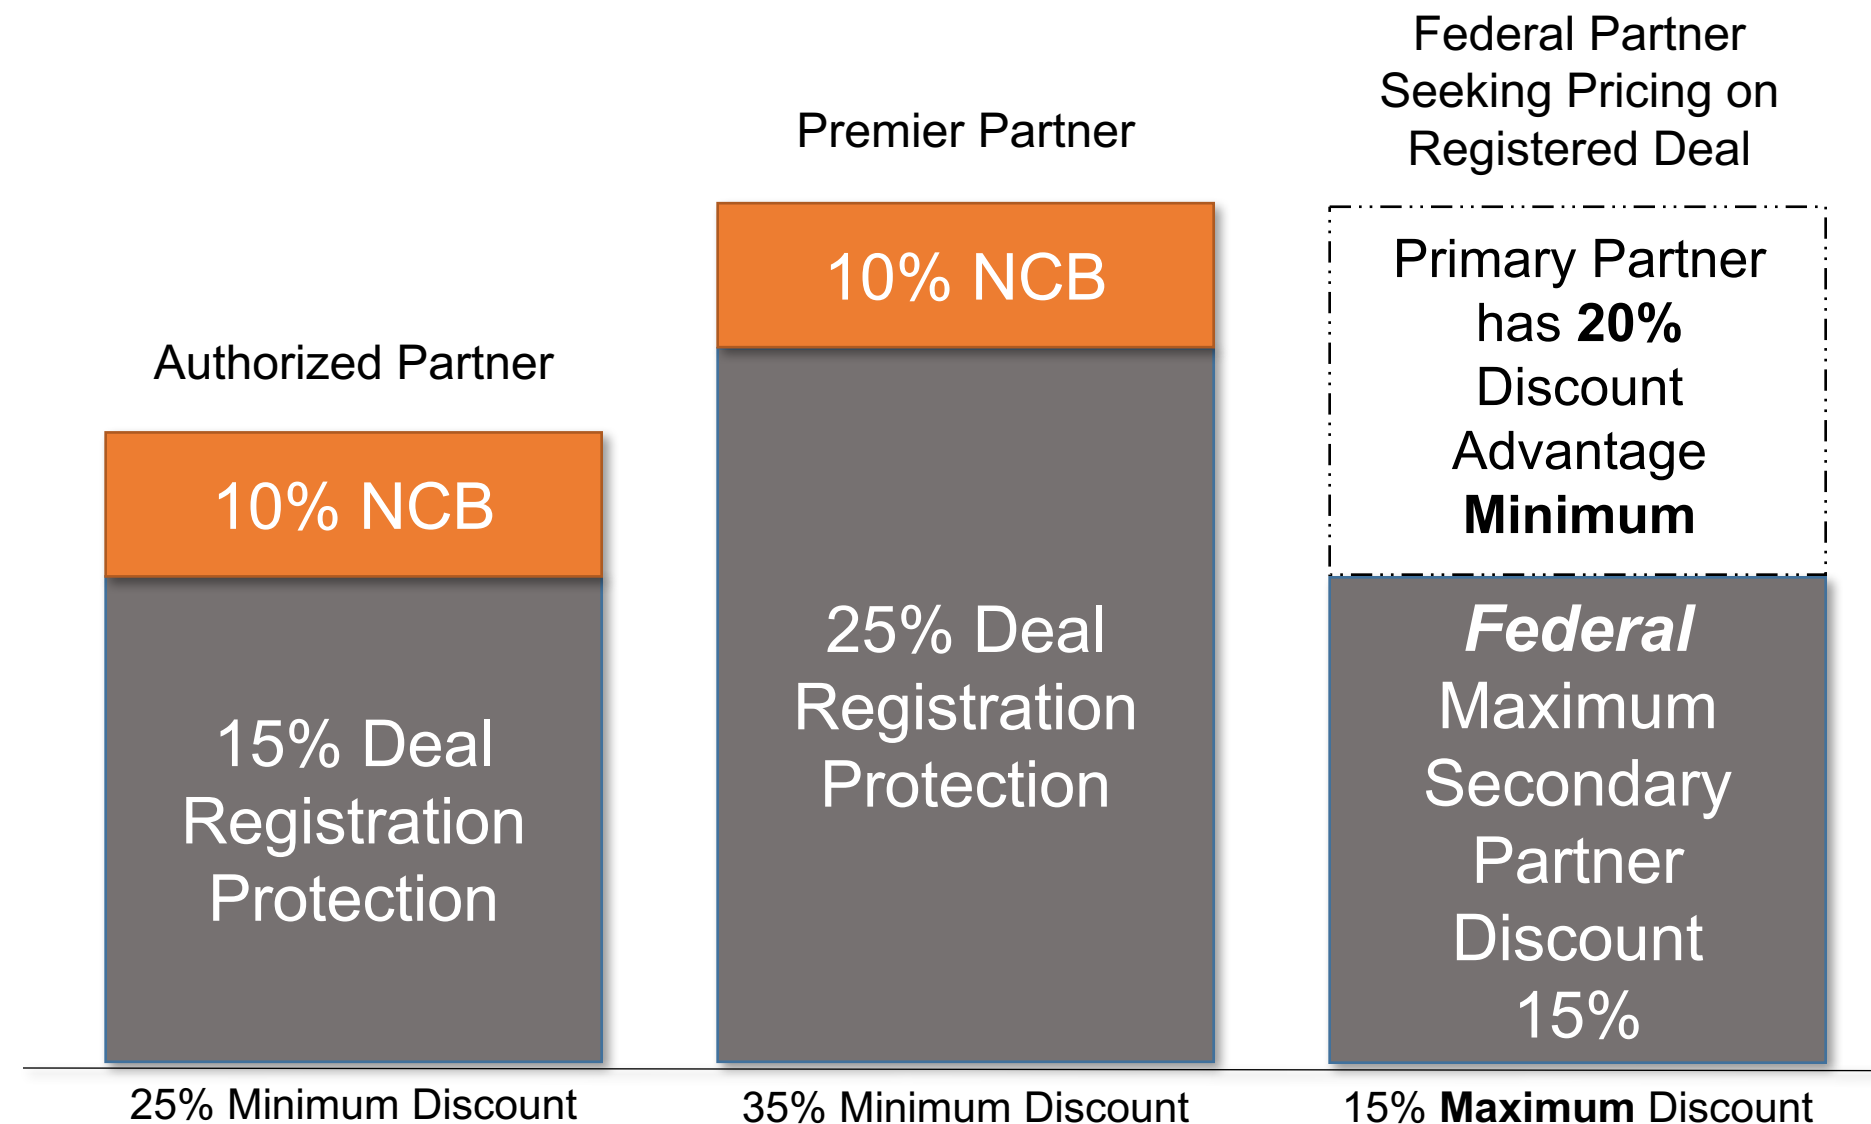 Authorized Partner
10% NCB
15% Deal
Registration
Protection
25% Minimum Discount
Premier Partner
10% NCB
25% Deal
Registration
Protection
35% Minimum Discount
Federal Partner
Seeking Pricing on
Registered Deal
Primary Partner
has 20%
Discount
Advantage
Minimum
Federal
Maximum
Secondary
Partner
Discount
15%
15% Maximum Discount